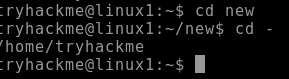 tryhackme@linux1:~$ cd new
tryhackme@linux1:~/new$ cd -
/home/tryhackme
tryhackme@linux1:~$